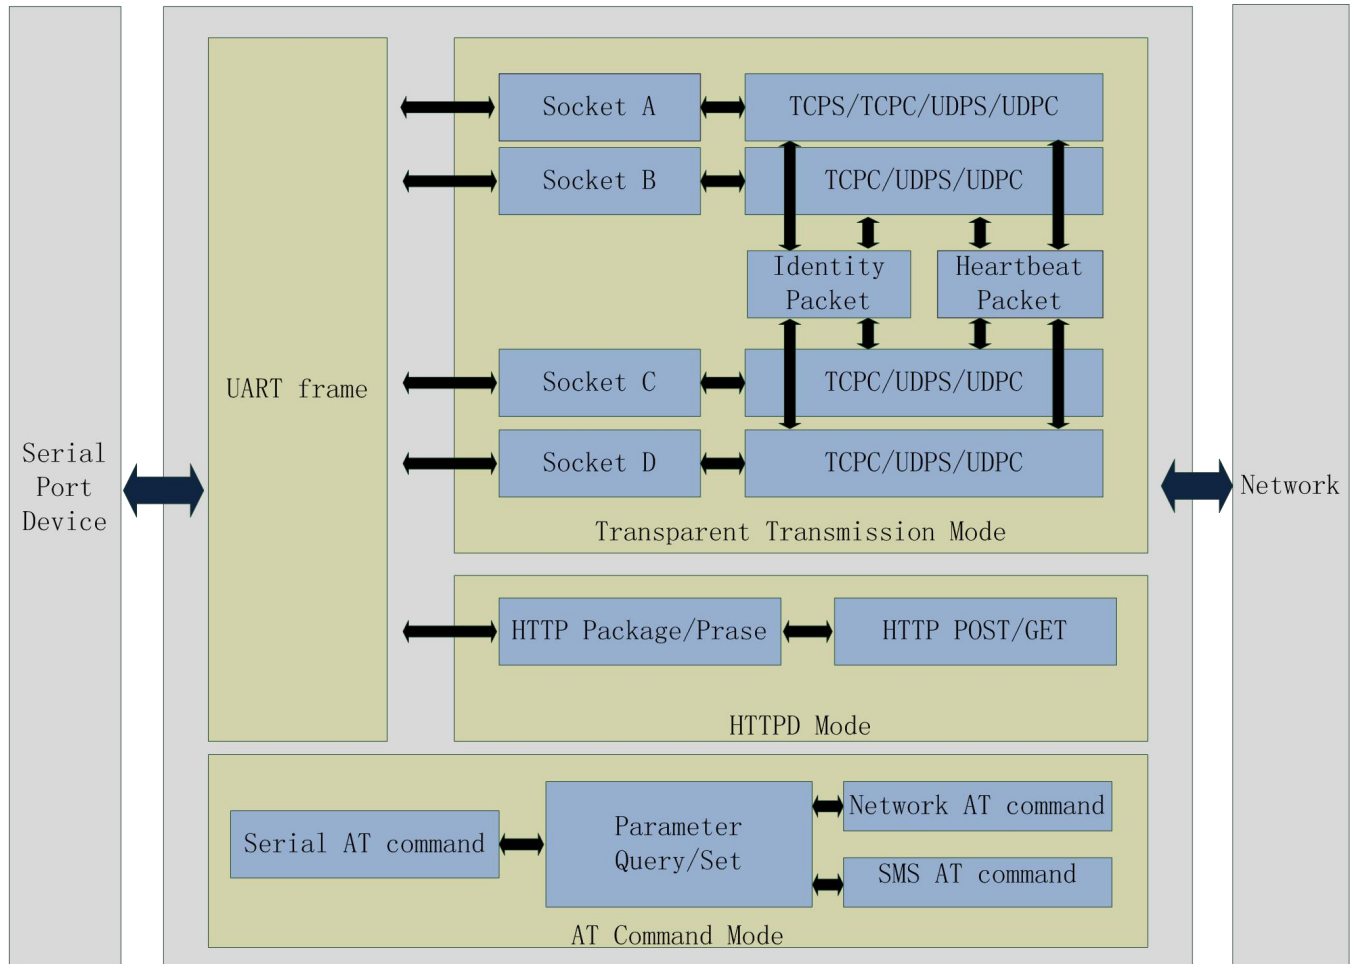 Serial
Port
Device
UART frame
Socket A
TCPS/TCPC/UDPS/UDPC
Socket B
TCPC/UDPS/UDPC
Identity
Packet
Heartbeat
Packet
Socket C
TCPC/UDPS/UDPC
Socket D
TCPC/UDPS/UDPC
Transparent Transmission Mode
HTTP Package/Prase
HTTP POST/GET
HTTPD Mode
Serial AT command
Parameter
Query/Set
Network AT command
SMS AT command
AT Command Mode
Network